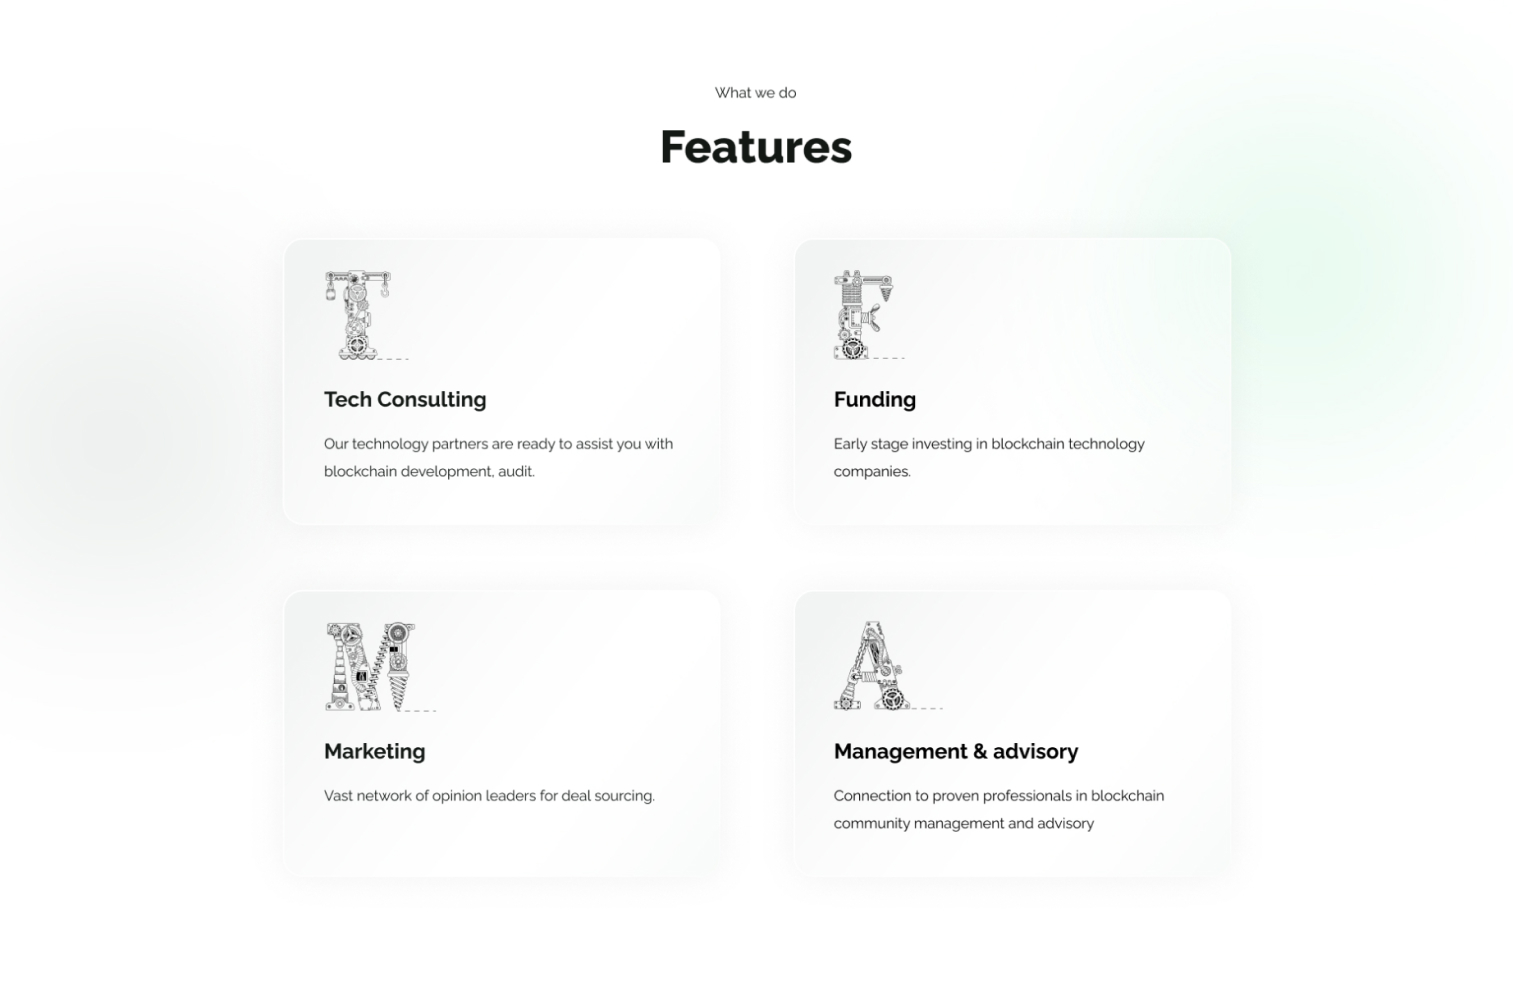 What we do
Features
T
F
Tech Consulting
Funding
Our technology partners are ready to assist you with
blockchain development, audit.
Early stage investing in blockchain technology
companies.
M
A
Marketing
Management & advisory
Vast network of opinion leaders for deal sourcing.
Connection to proven professionals in blockchain
community management and advisory